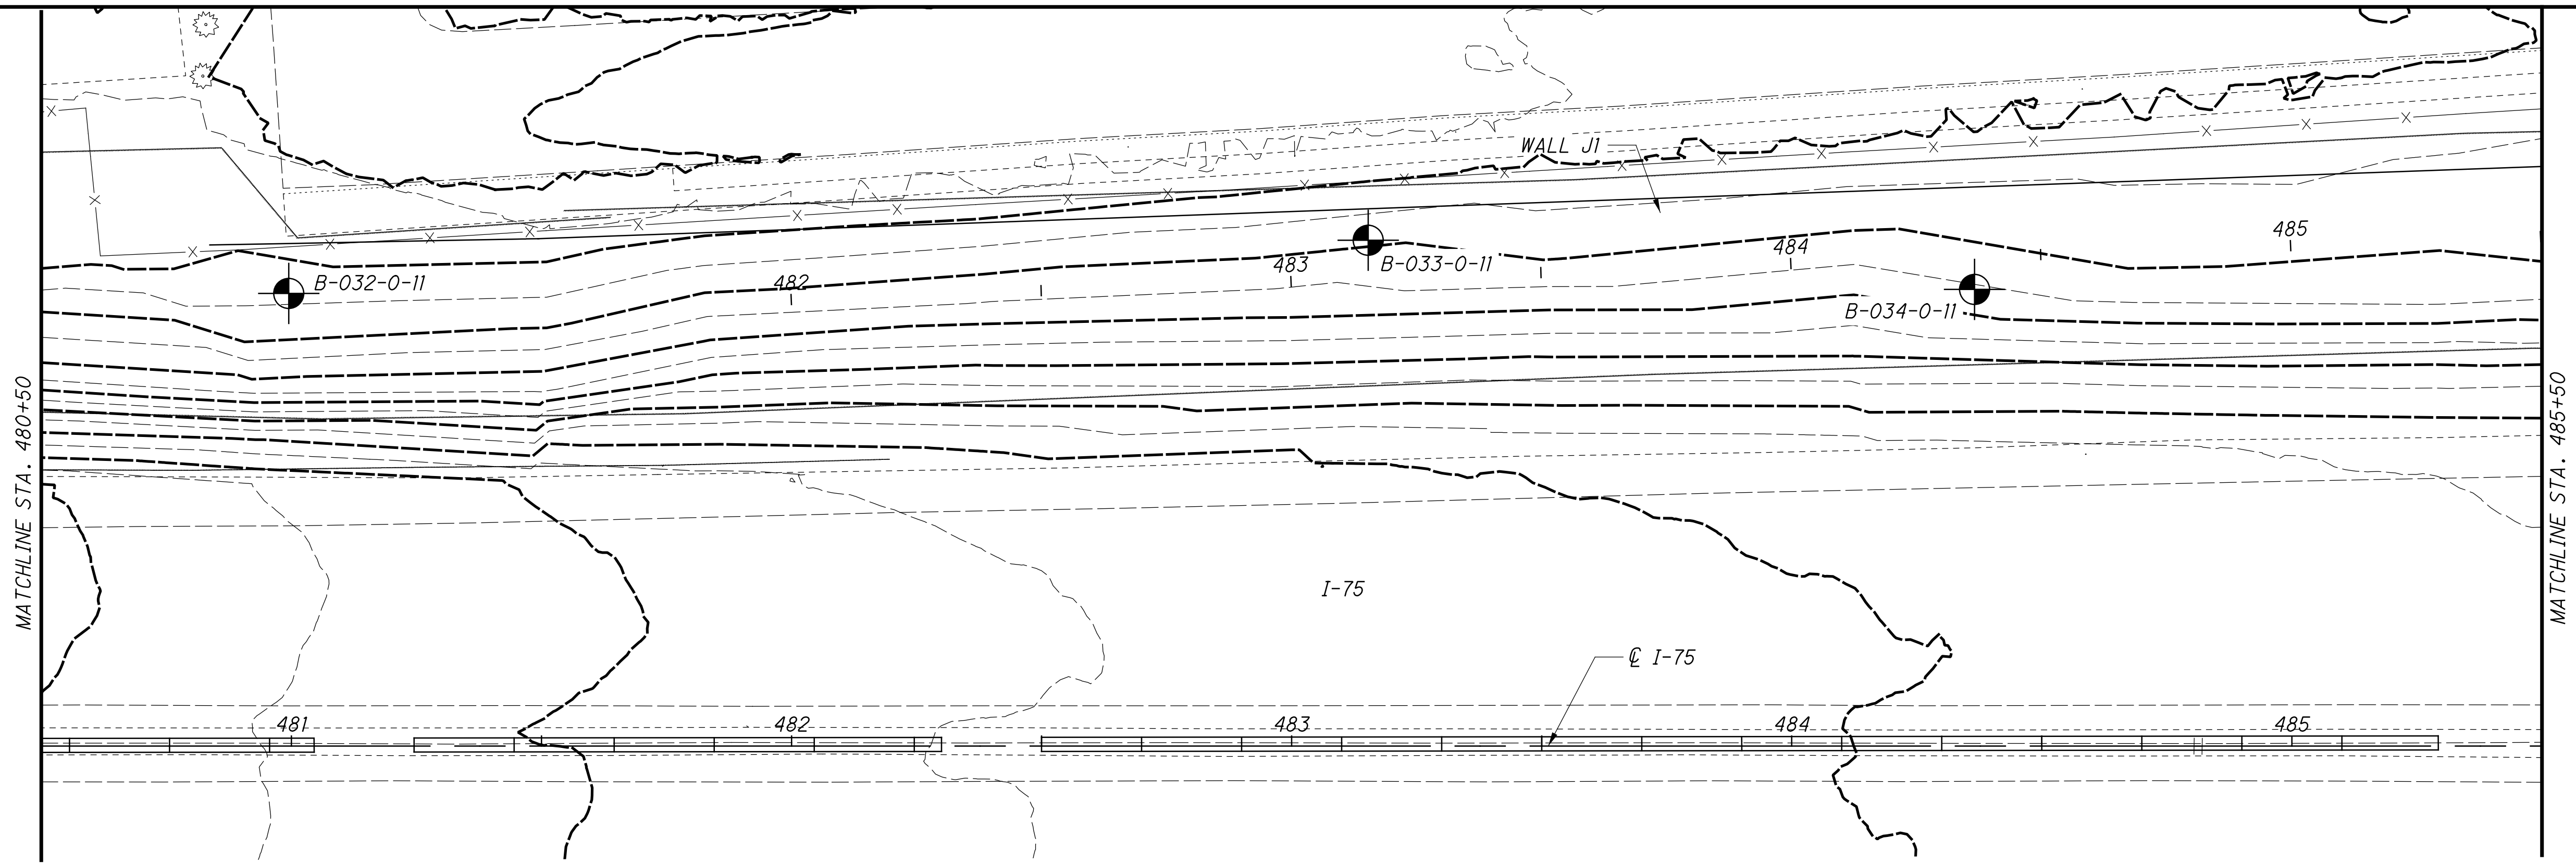 WALL J1
485
484
483
B-033-0-11
B-032-0-11
482
B-034-0-11
MATCHLINE STA. 480+50
MATCHLINE STA. 485+50
I-75
℄ I-75
481
482
483
484
485